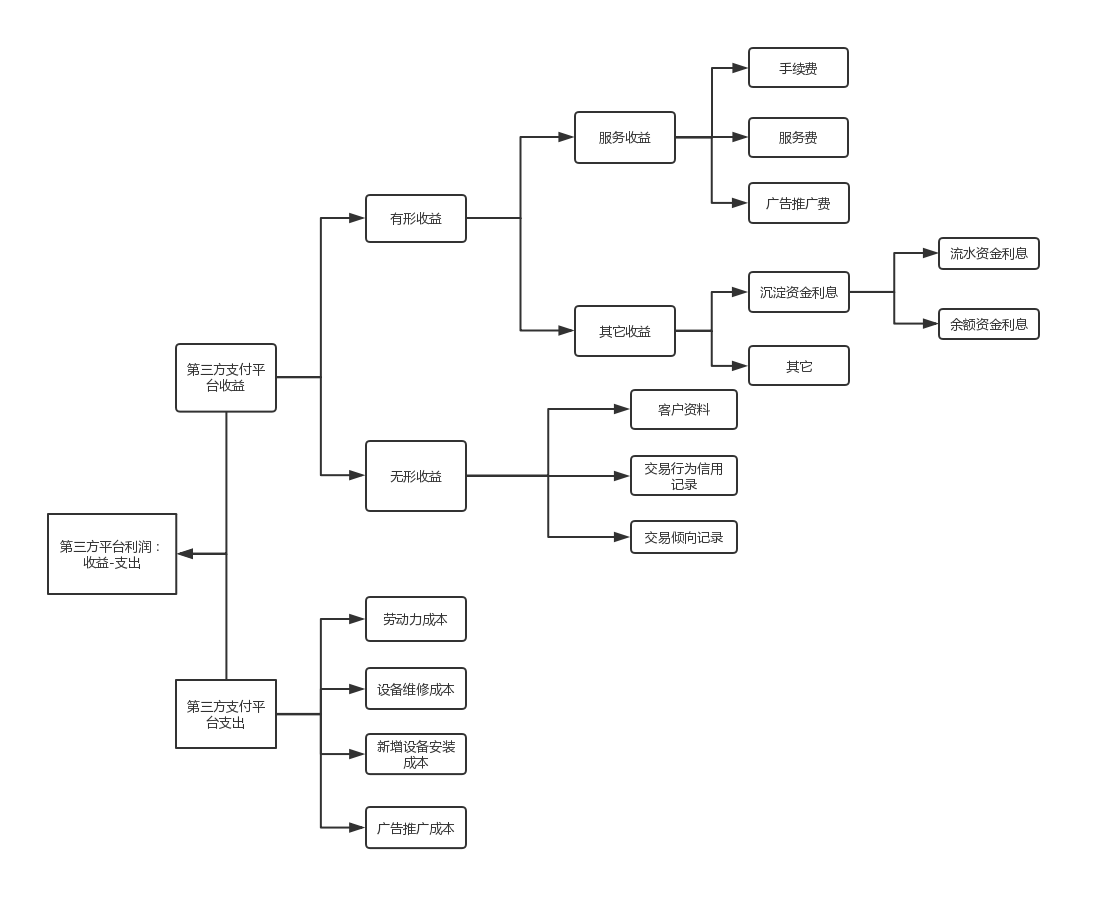 手续费
服务收益
服务费
广告推广费
有形收益
流水资金利息
沉淀资金利息
其它收益
余额资金利息
其它
第三方支付平
台收益
客户资料
无形收益
交易行为信用
记录
交易倾向记录
第三方平台利润：
收益-支出
劳动力成本
设备维修成本
第三方支付平
台支出
新增设备安装
成本
广告推广成本